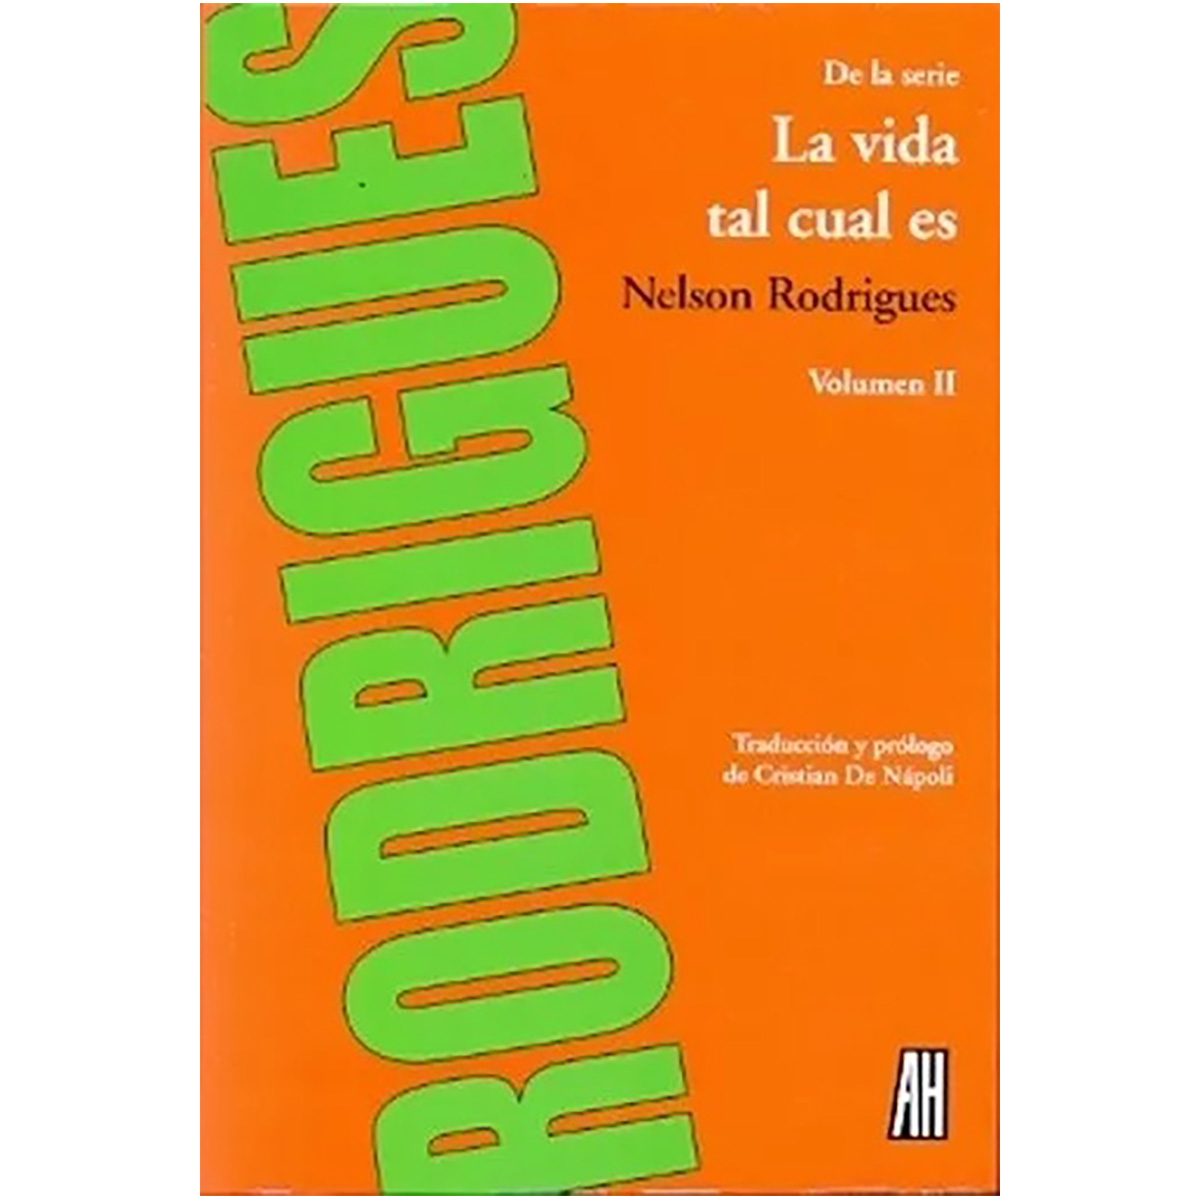 RODRIGUES
De la serie
La vida
tal cual es
Nelson Rodrigues
Volumen II
Traducción y prólogo
de Cristian De Nápoli
AH